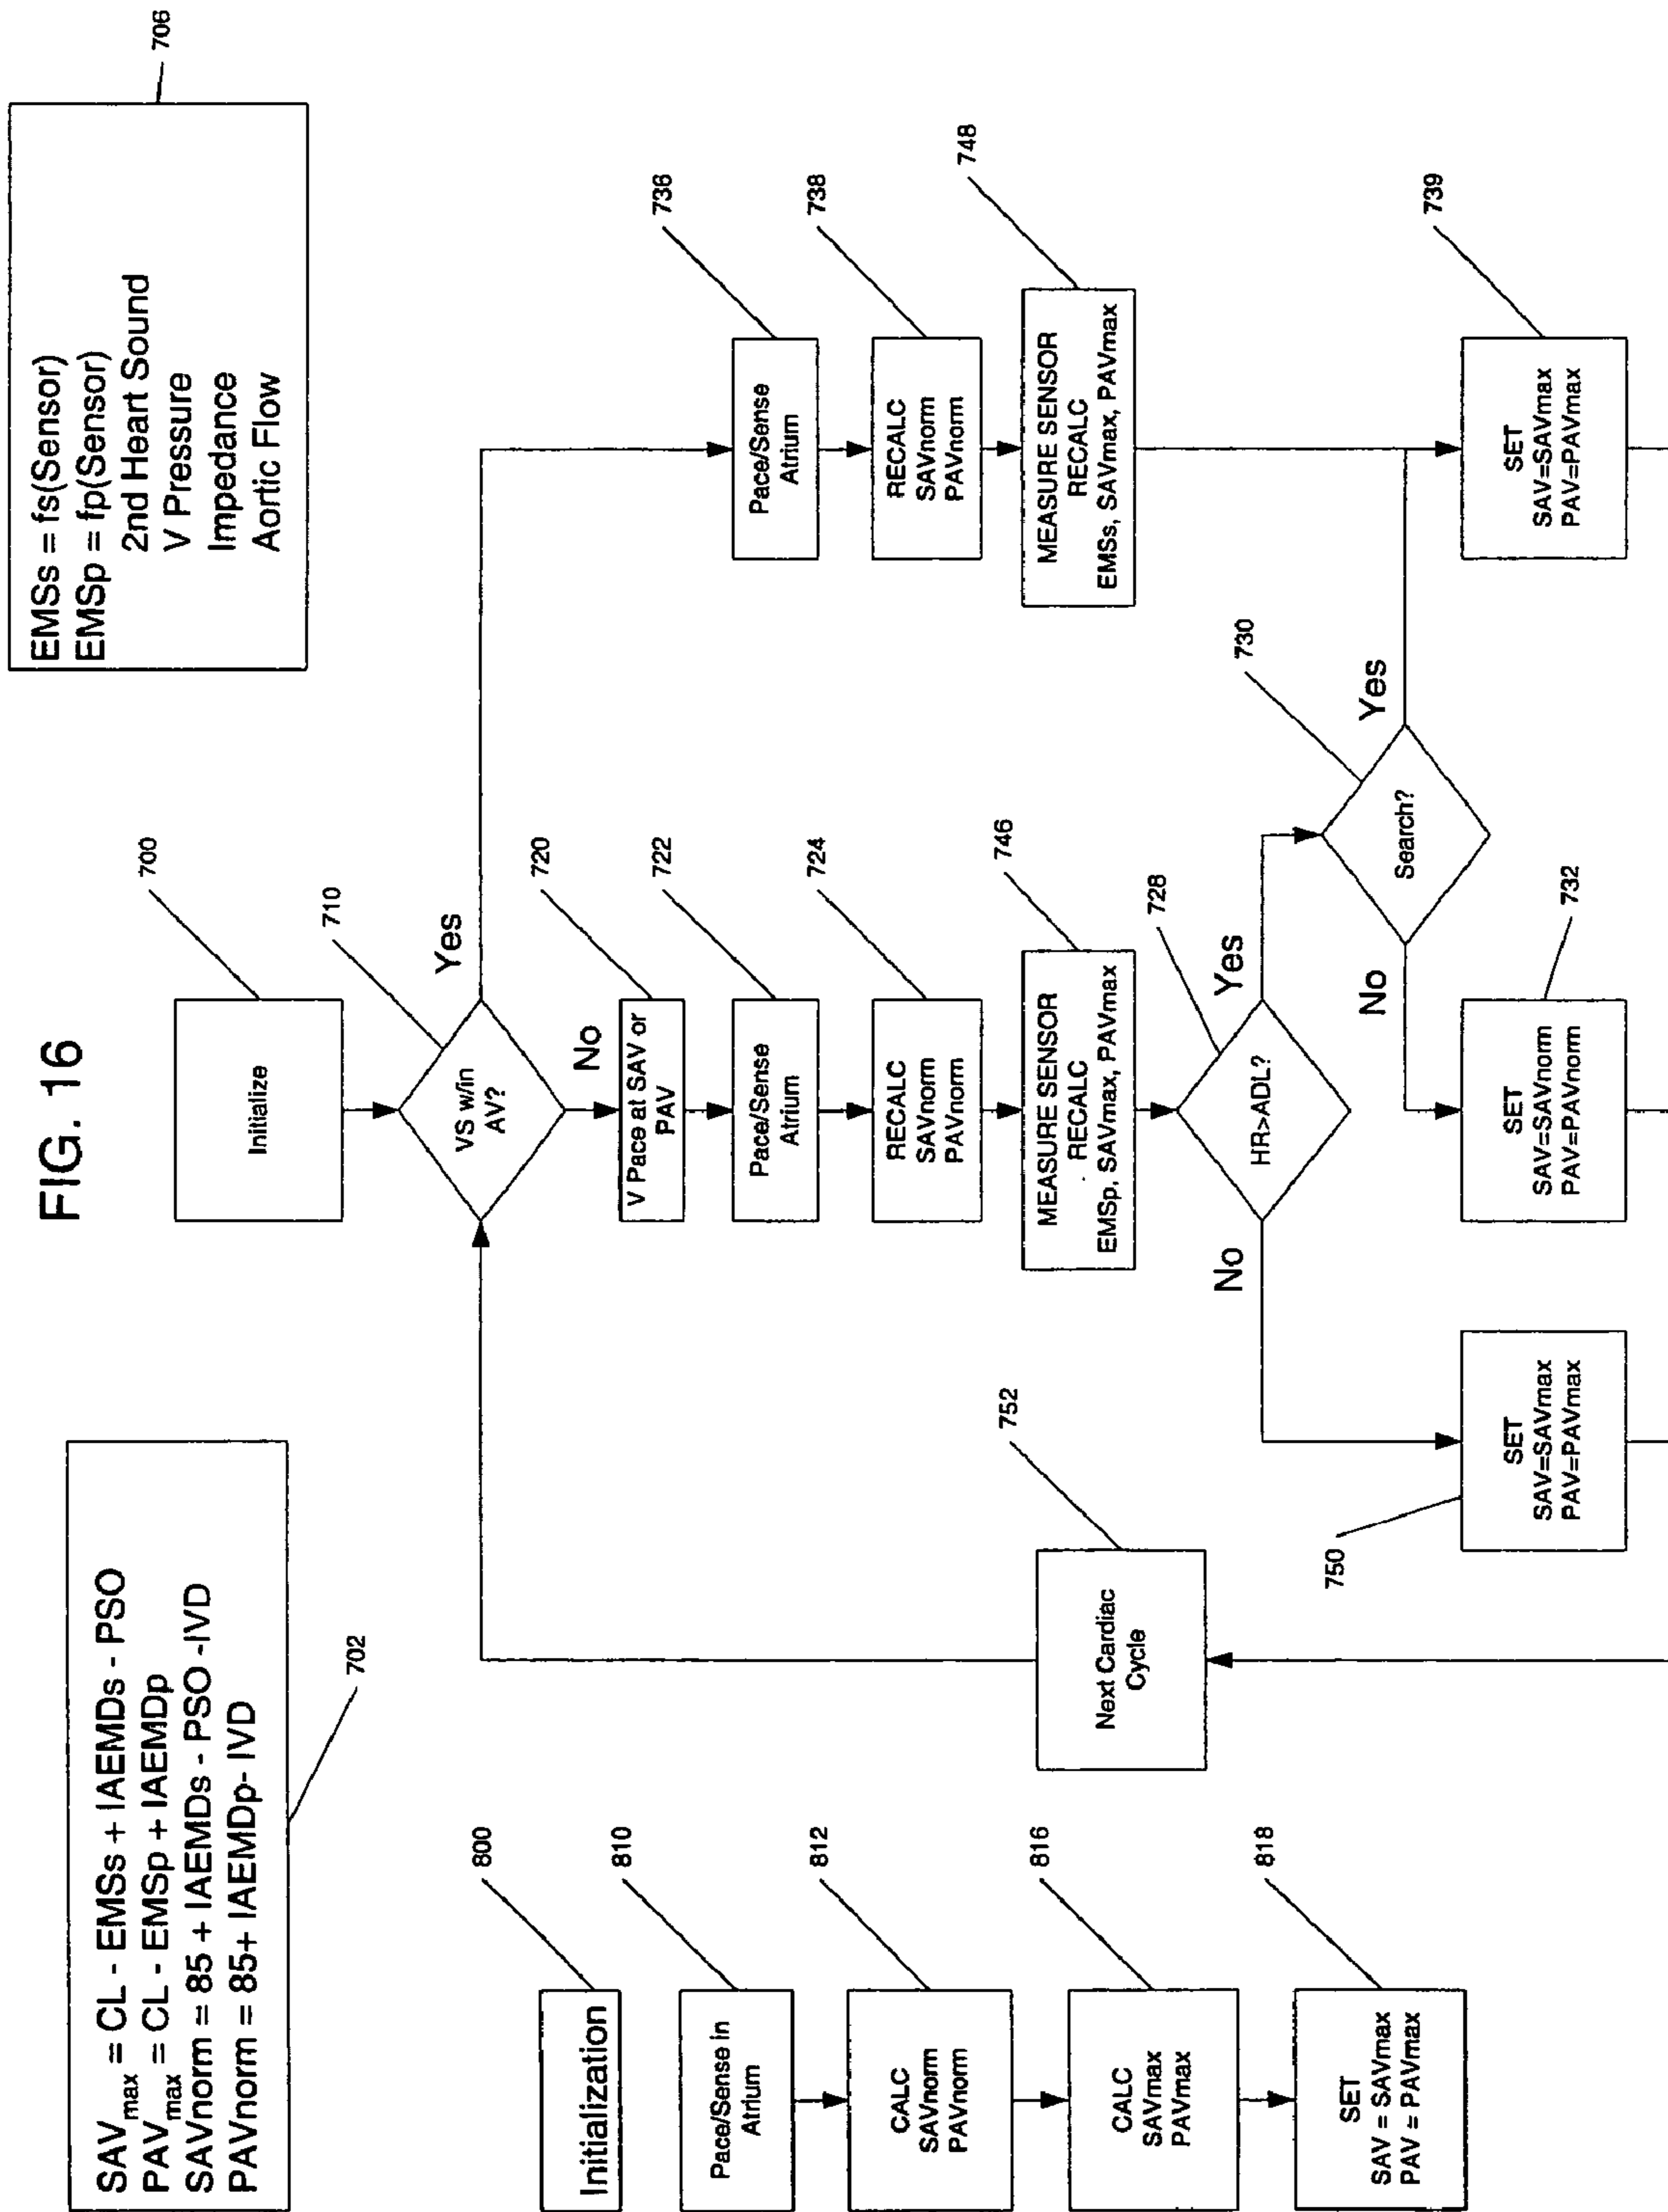 FIG. 16
SAVmax = CL - EMSs + IAEMDs - PSO
PAVmax = CL - EMSp + IAEMDp
SAVnorm = 85 + IAEMDs - PSO -IVD
PAVnorm = 85+ IAEMDp- IVD
702
EMSs = fs(Sensor)
EMSp = fp(Sensor)
2nd Heart Sound
V Pressure
Impedance
Aortic Flow
706
Initialize
700
VS w/in
AV?
710
Yes
No
V Pace at SAV or
PAV
720
Pace/Sense
Atrium
722
RECALC
SAVnorm
PAVnorm
724
MEASURE SENSOR
RECALC
EMSp, SAVmax, PAVmax
746
HR>ADL?
728
Yes
No
Search?
730
Yes
No
Pace/Sense
Atrium
736
RECALC
SAVnorm
PAVnorm
738
MEASURE SENSOR
RECALC
EMSs, SAVmax, PAVmax
748
SET
SAV=SAVmax
PAV=PAVmax
750
SET
SAV=SAVnorm
PAV=PAVnorm
732
SET
SAV=SAVmax
PAV=PAVmax
739
Next Cardiac
Cycle
752
Initialization
800
Pace/Sense in
Atrium
810
CALC
SAVnorm
PAVnorm
812
CALC
SAVmax
PAVmax
816
SET
SAV = SAVmax
PAV = PAVmax
818